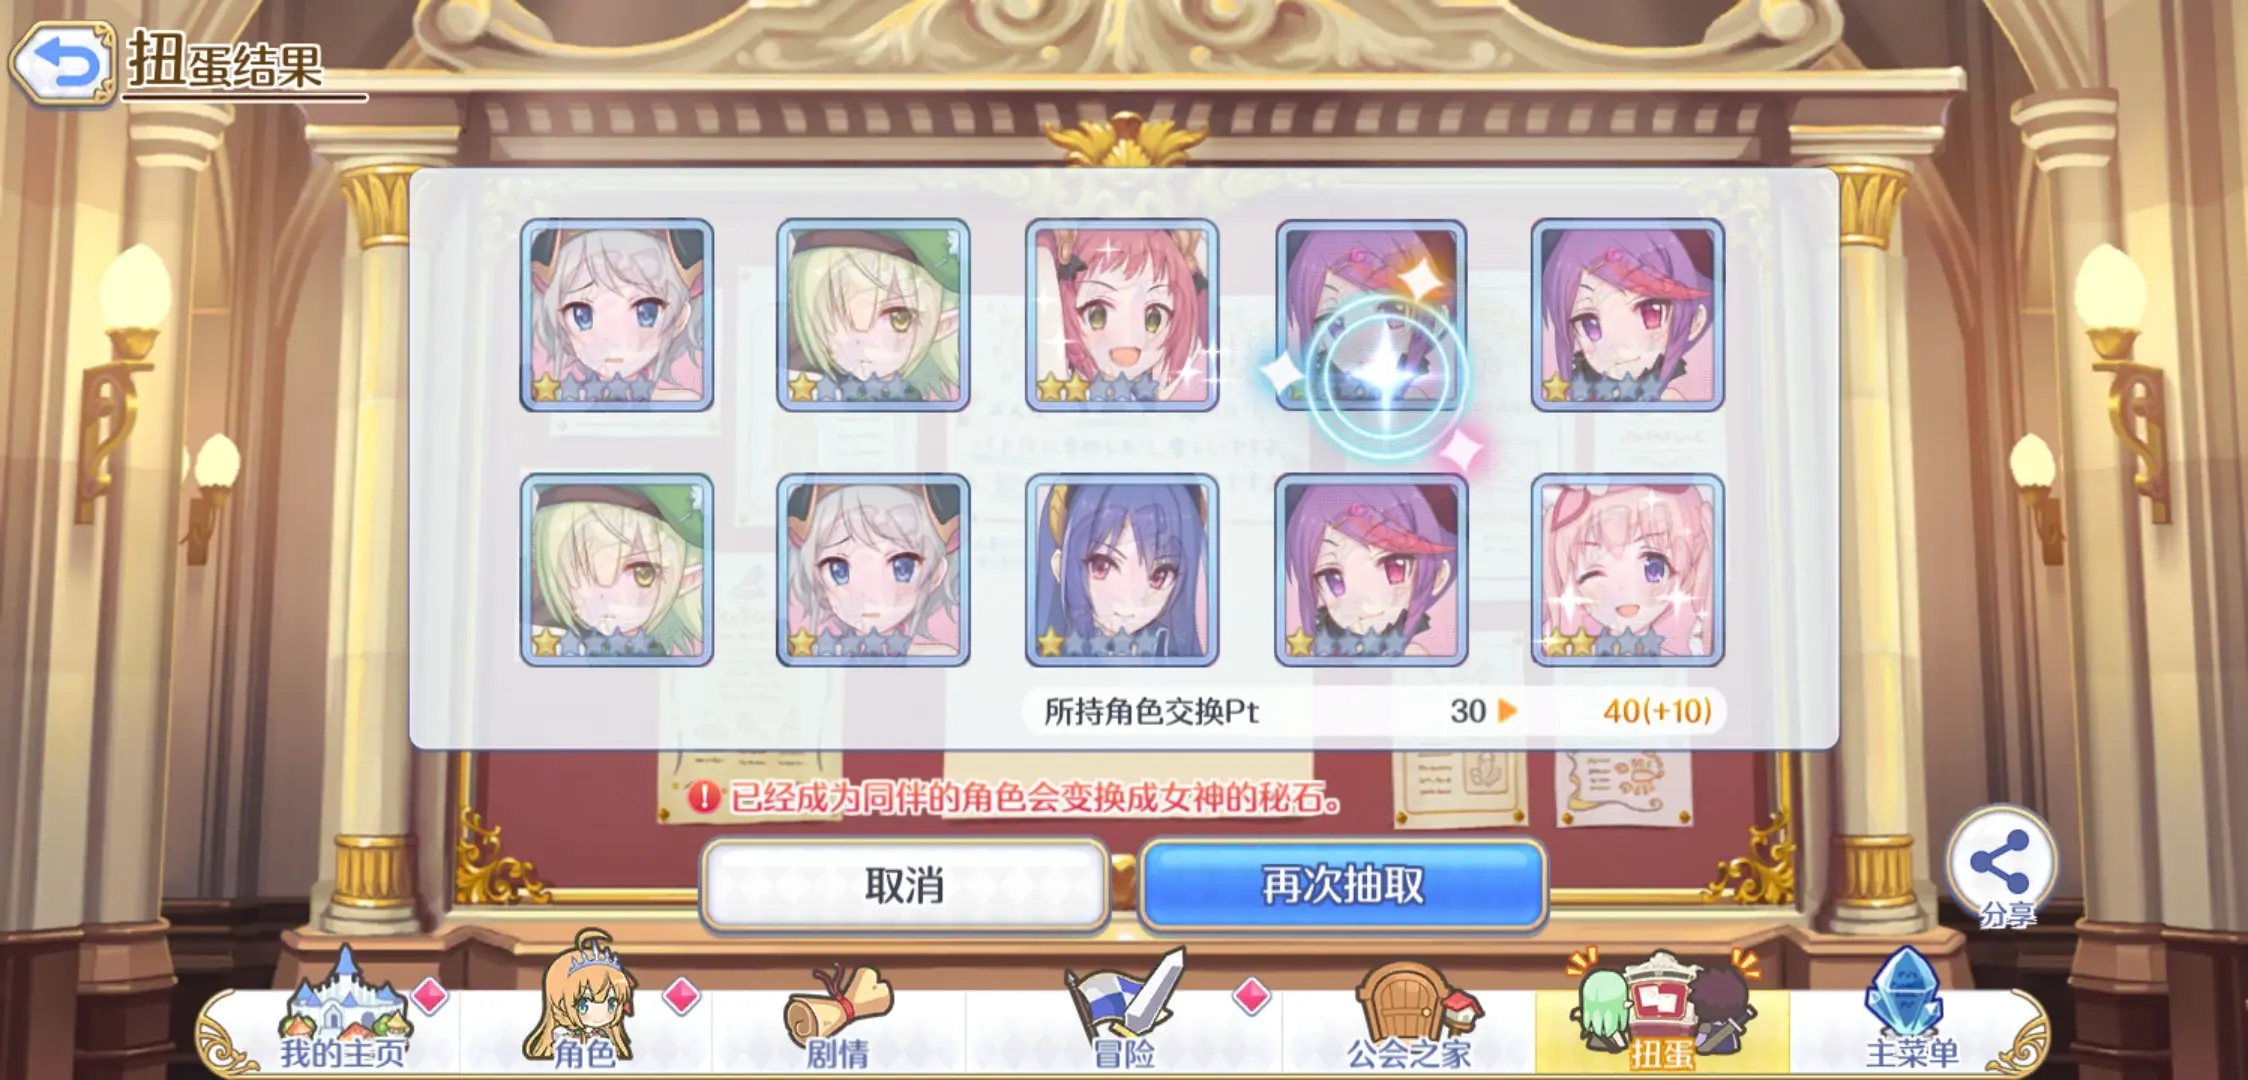 扭蛋结果
所持角色交换Pt 30 40(+10)
已经成为同伴的角色会变换成女神的秘石。
取消
再次抽取
分享
我的主页
角色
剧情
冒险
公会之家
扭蛋
主菜单